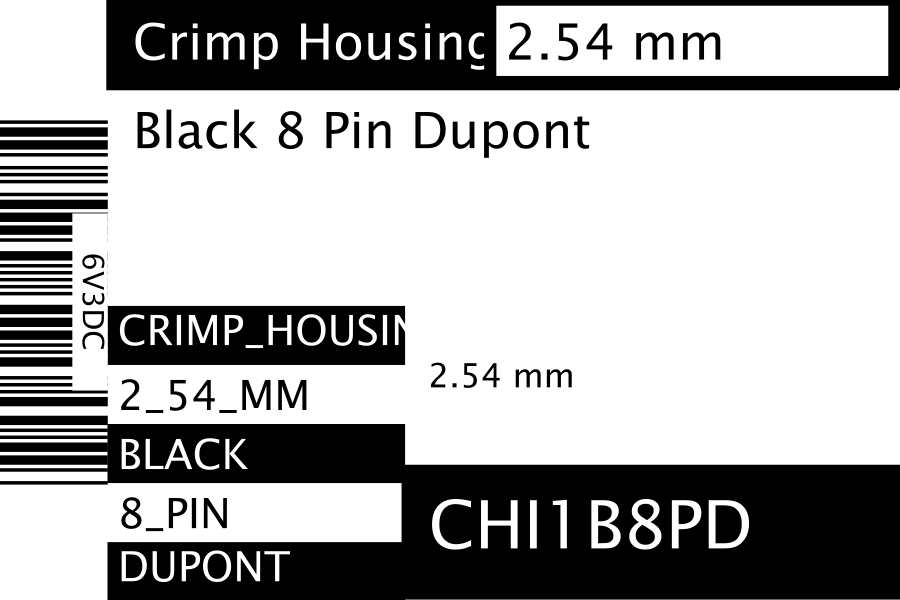 Crimp Housing 2.54 mm
Black 8 Pin Dupont
6V3DC
CRIMP_HOUSIN
2_54_MM
BLACK
8_PIN
DUPONT
2.54 mm
CHI1B8PD